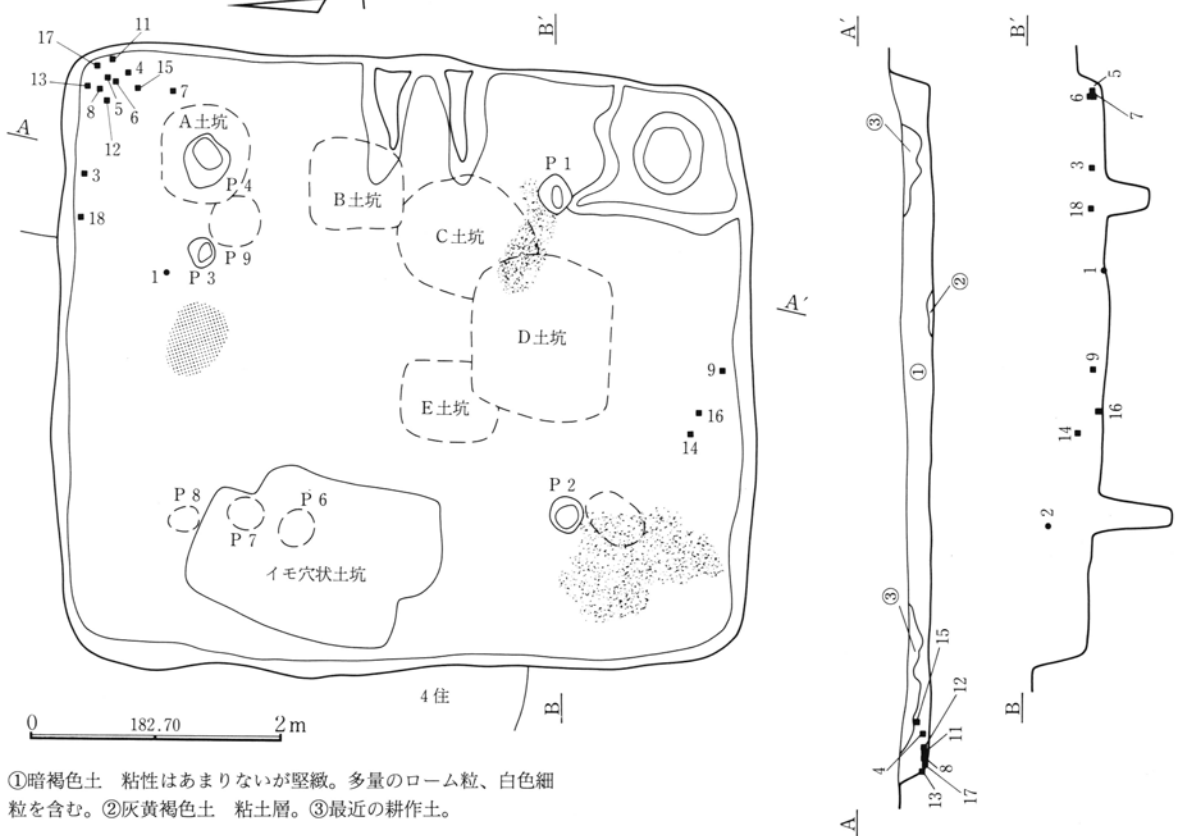 17
11
13
4
15
7
8
5
6
12
A土坑
A
3
P 4
18
P 9
1
P 3
B土坑
C土坑
P 1
B′
A′
D土坑
E土坑
9
16
14
P 8
P 7
P 6
P 2
イモ穴状土坑
4住
B
0
182.70
2m
①暗褐色土 粘性はあまりないが堅緻。多量のローム粒、白色細
粒を含む。②灰黄褐色土 粘土層。③最近の耕作土。
A′
③
②
①
③
15
12
11
4
8
17
13
A
B′
5
6
7
3
18
1
9
16
14
2
B